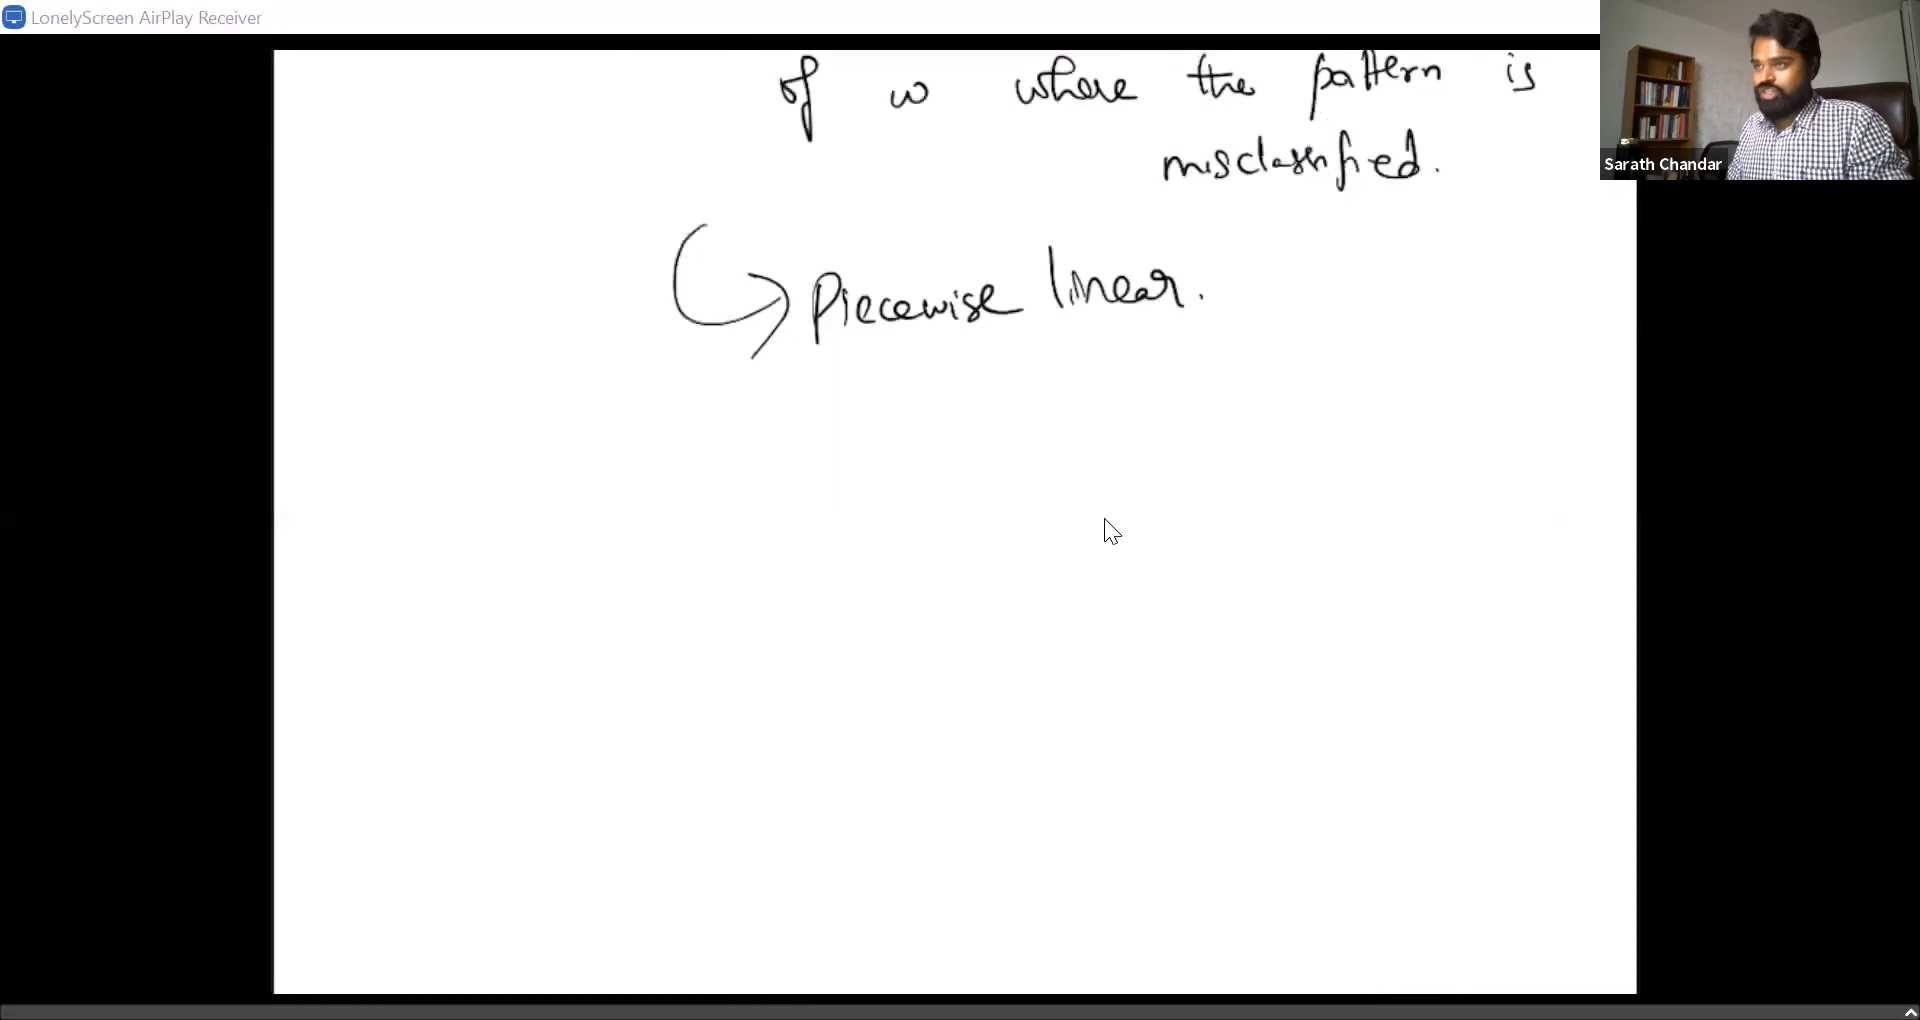 LonelyScreen AirPlay Receiver
of w where the pattern is
misclassified.
Sarath Chandar
Piecewise linear.